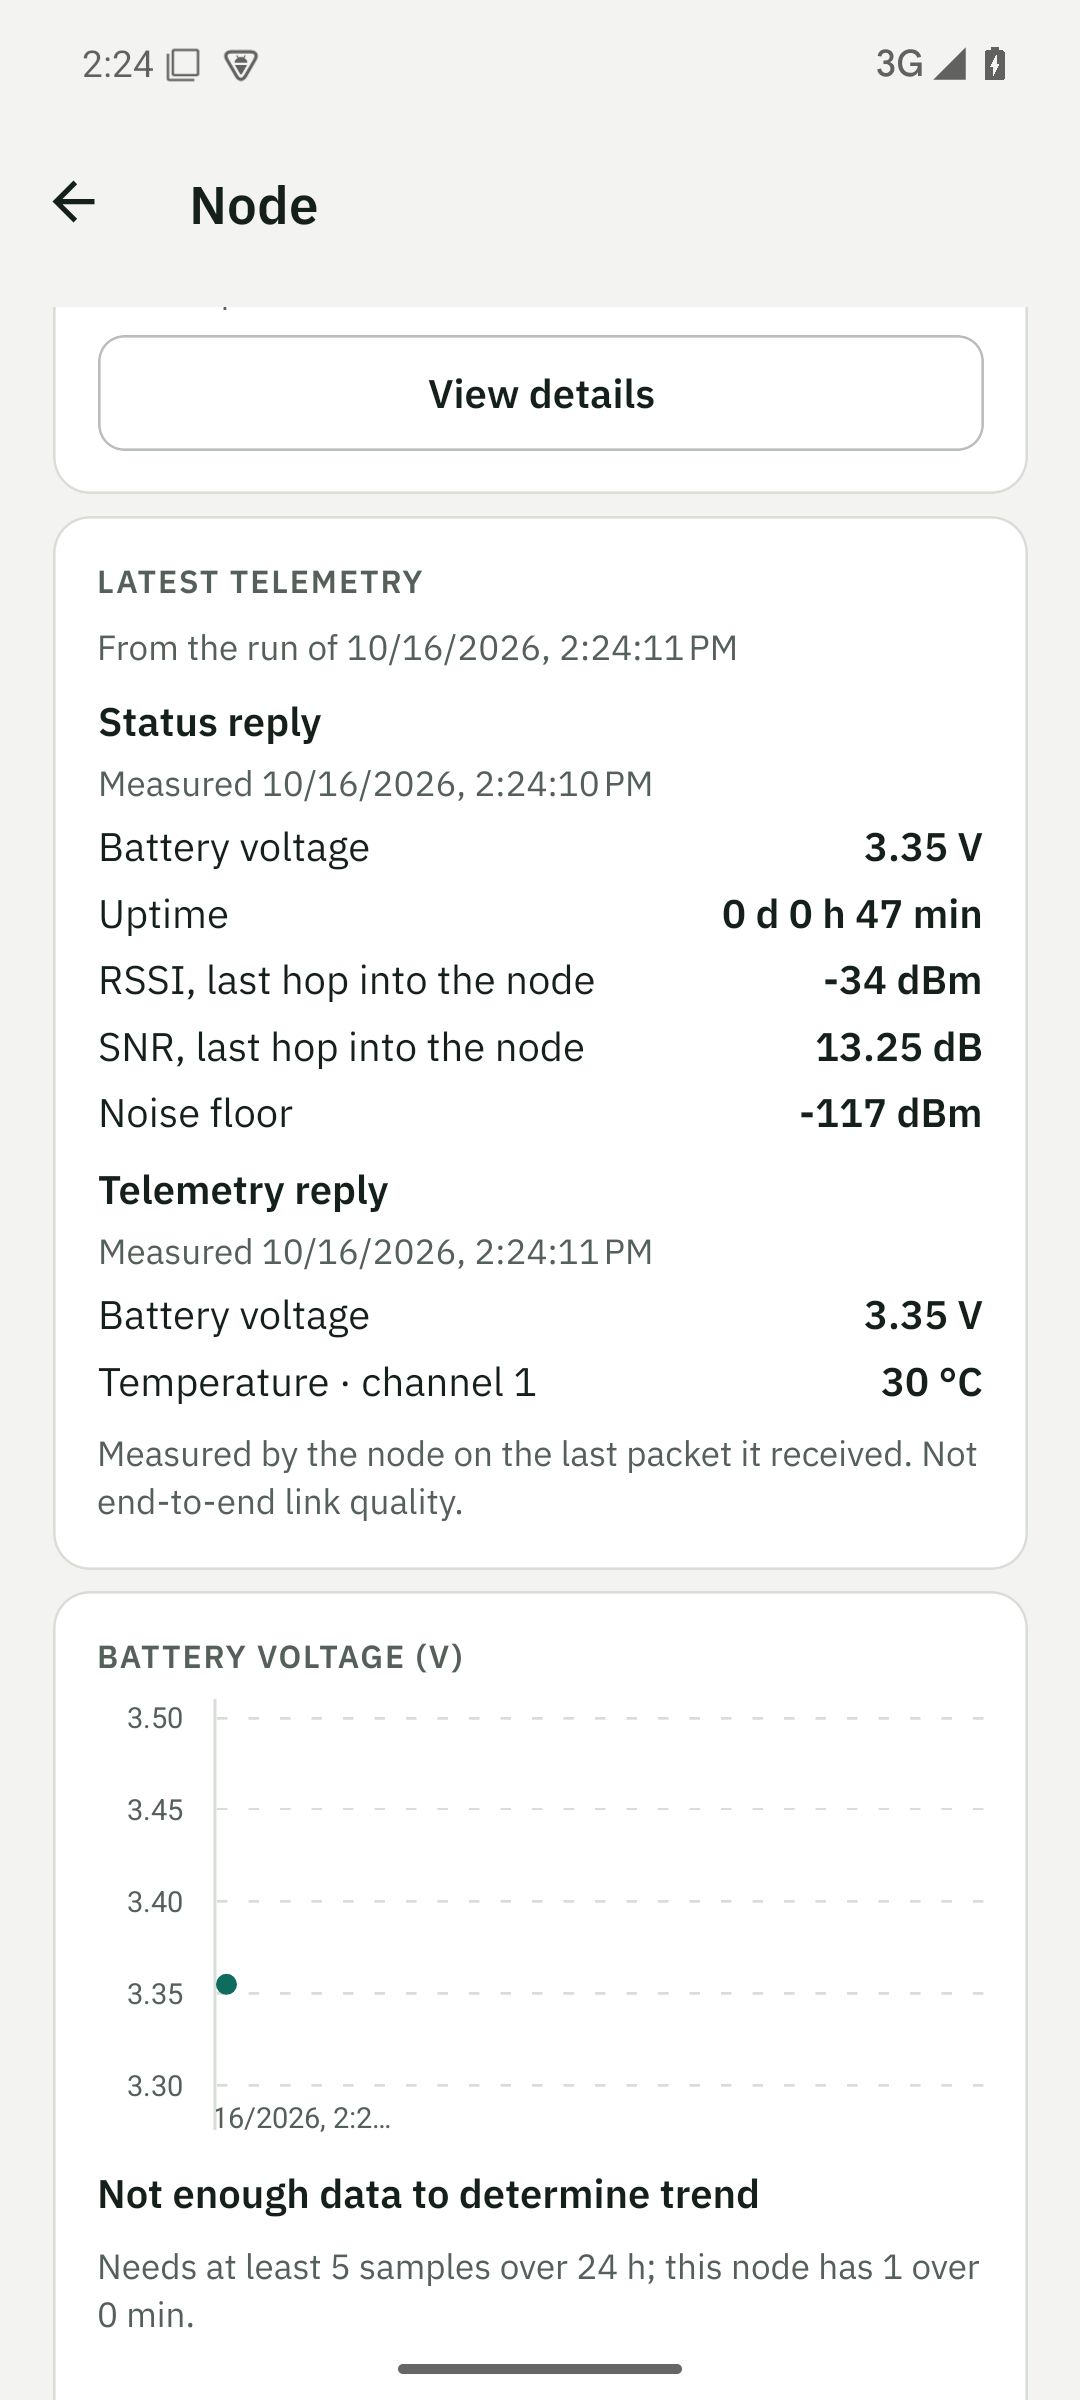 2:24
3G
Node
View details
LATEST TELEMETRY
From the run of 10/16/2026, 2:24:11 PM
Status reply
Measured 10/16/2026, 2:24:10 PM
Battery voltage 3.35 V
Uptime 0 d 0 h 47 min
RSSI, last hop into the node -34 dBm
SNR, last hop into the node 13.25 dB
Noise floor -117 dBm
Telemetry reply
Measured 10/16/2026, 2:24:11 PM
Battery voltage 3.35 V
Temperature · channel 1 30 °C
Measured by the node on the last packet it received. Not
end-to-end link quality.
BATTERY VOLTAGE (V)
3.50
3.45
3.40
3.35
3.30
16/2026, 2:2...
Not enough data to determine trend
Needs at least 5 samples over 24 h; this node has 1 over
0 min.